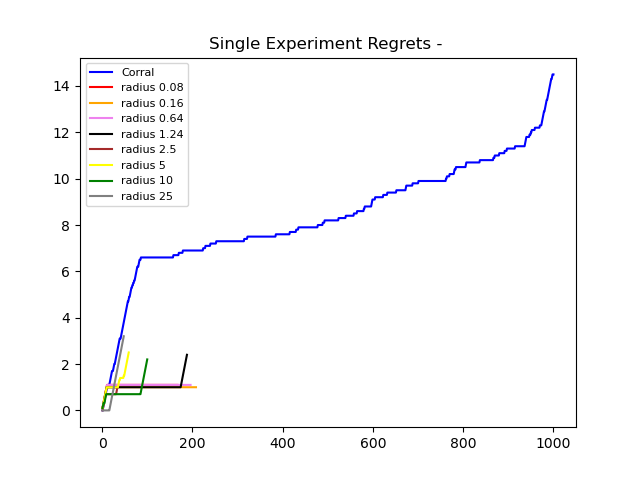 Single Experiment Regrets -
Corral
radius 0.08
radius 0.16
radius 0.64
radius 1.24
radius 2.5
radius 5
radius 10
radius 25
14
12
10
8
6
4
2
0
0 200 400 600 800 1000